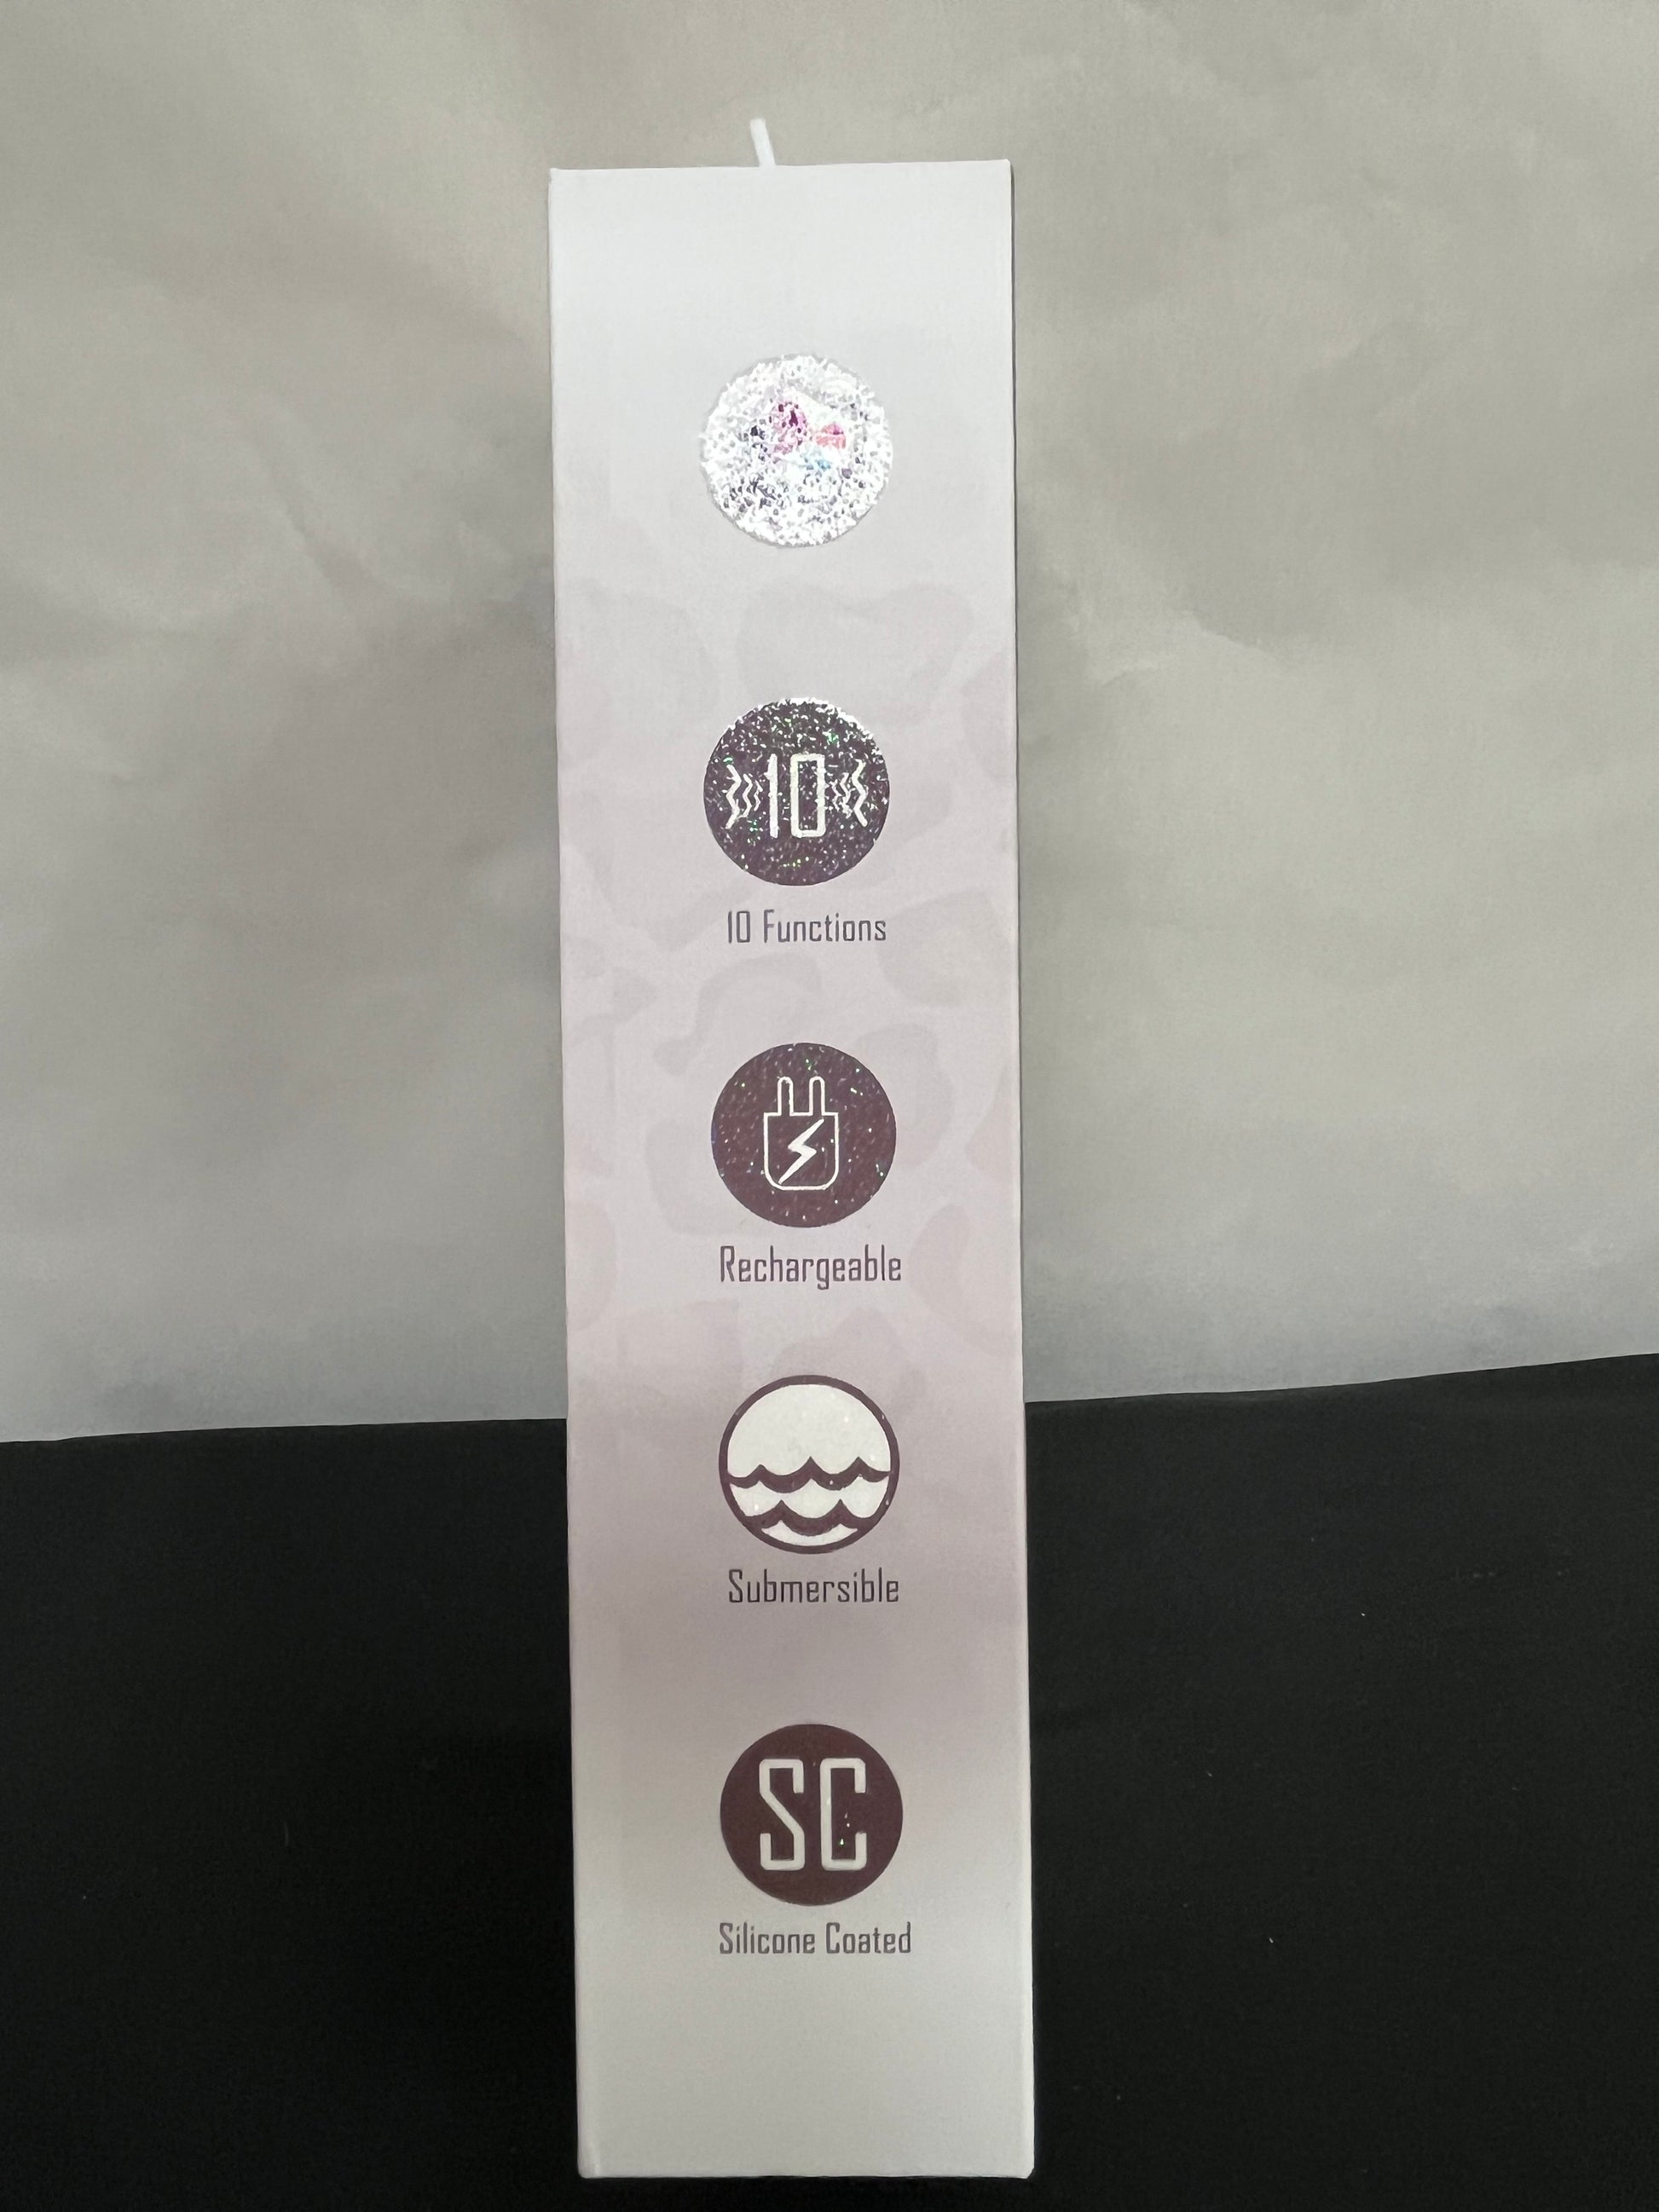 10
10 Functions
Rechargeable
Submersible
SC
Silicone Coated